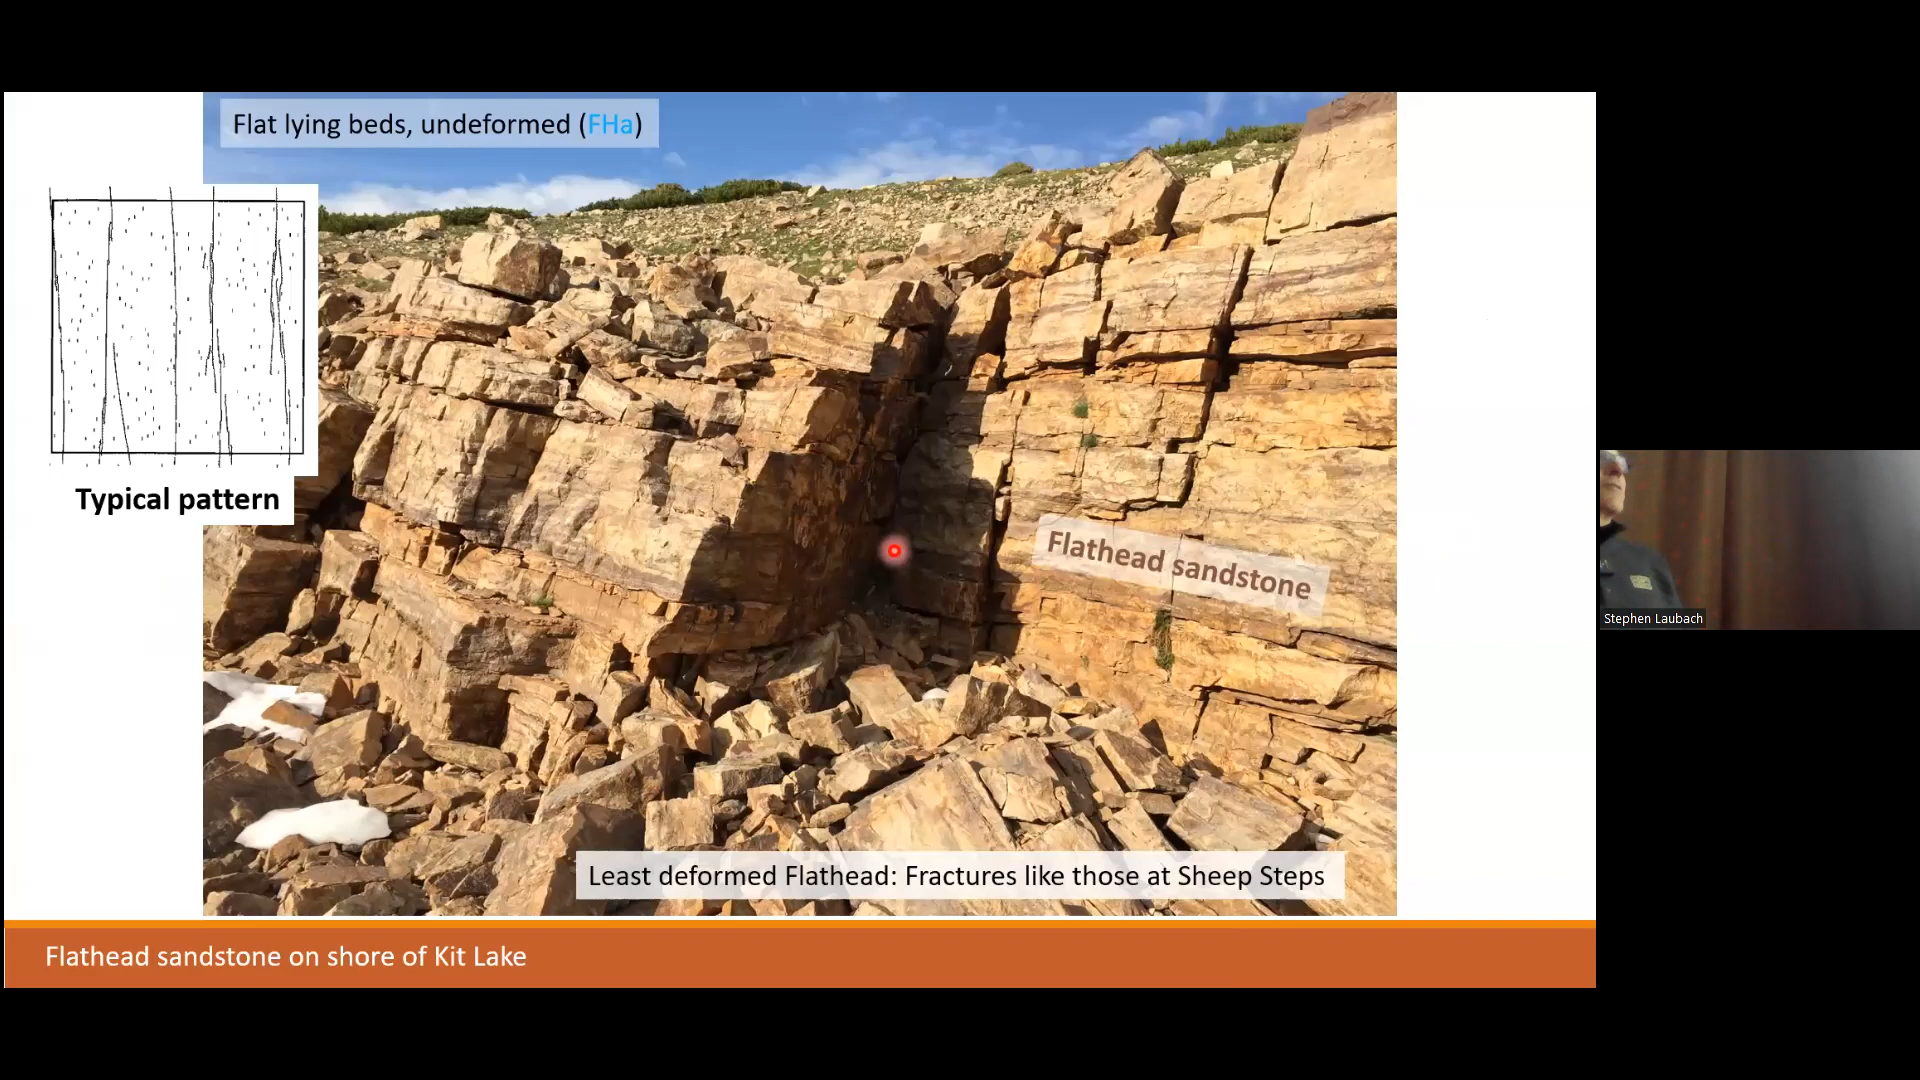 Flat lying beds, undeformed (FHa)
Typical pattern
Flathead sandstone
Stephen Laubach
Least deformed Flathead: Fractures like those at Sheep Steps
Flathead sandstone on shore of Kit Lake